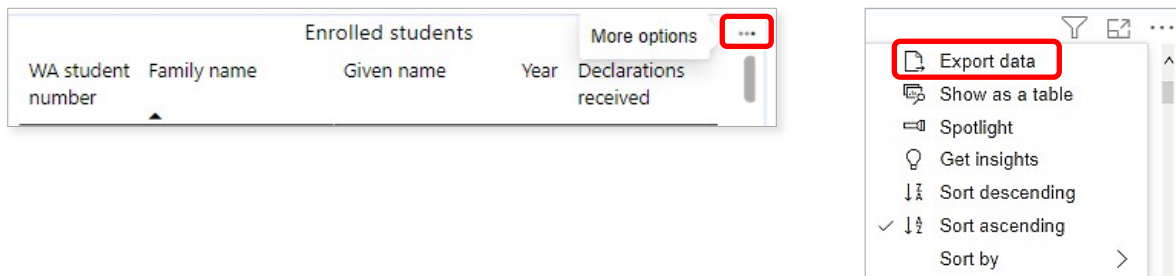 Enrolled students
More options
WA student number
Family name
Given name
Year
Declarations received
Export data
Show as a table
Spotlight
Get insights
Sort descending
Sort ascending
Sort by